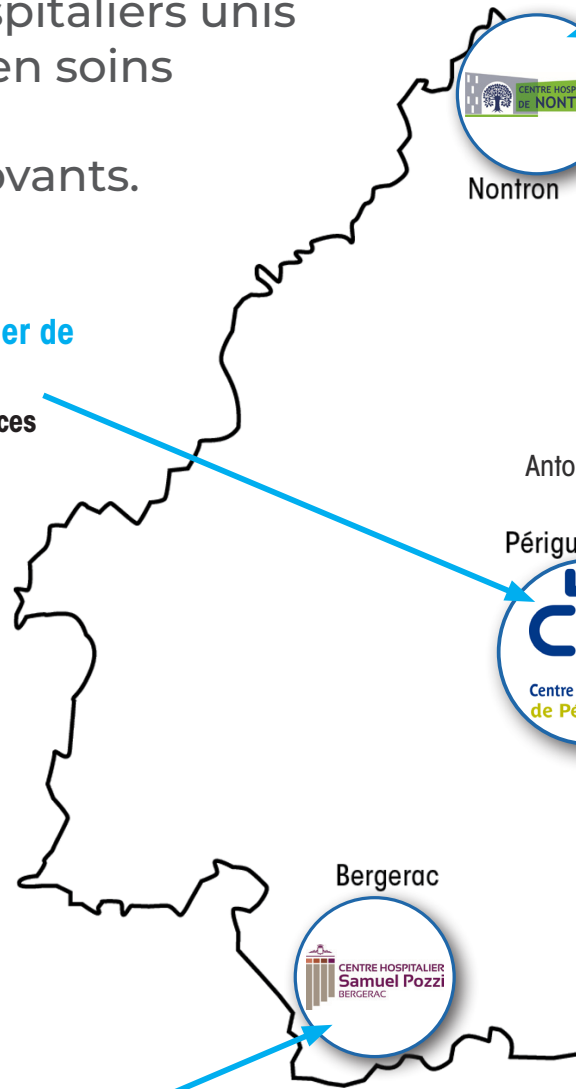 spitaliers unis
en soins
ovants.
CENTRE HOSP
DE NONT
Nontron
er de
ces
Anto
Périgu
Centre
de Pé
Bergerac
CENTRE HOSPITALIER
Samuel Pozzi
BERGERAC